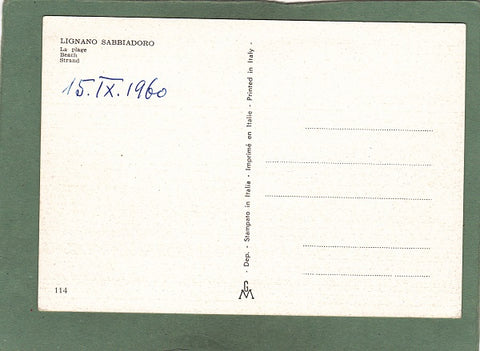 LIGNANO SABBIADORO
La plage
Beach
Strand
15.IX.1960
· Dep. - Stampato in Italia - Imprimé en Italie - Printed in Italy ·
114